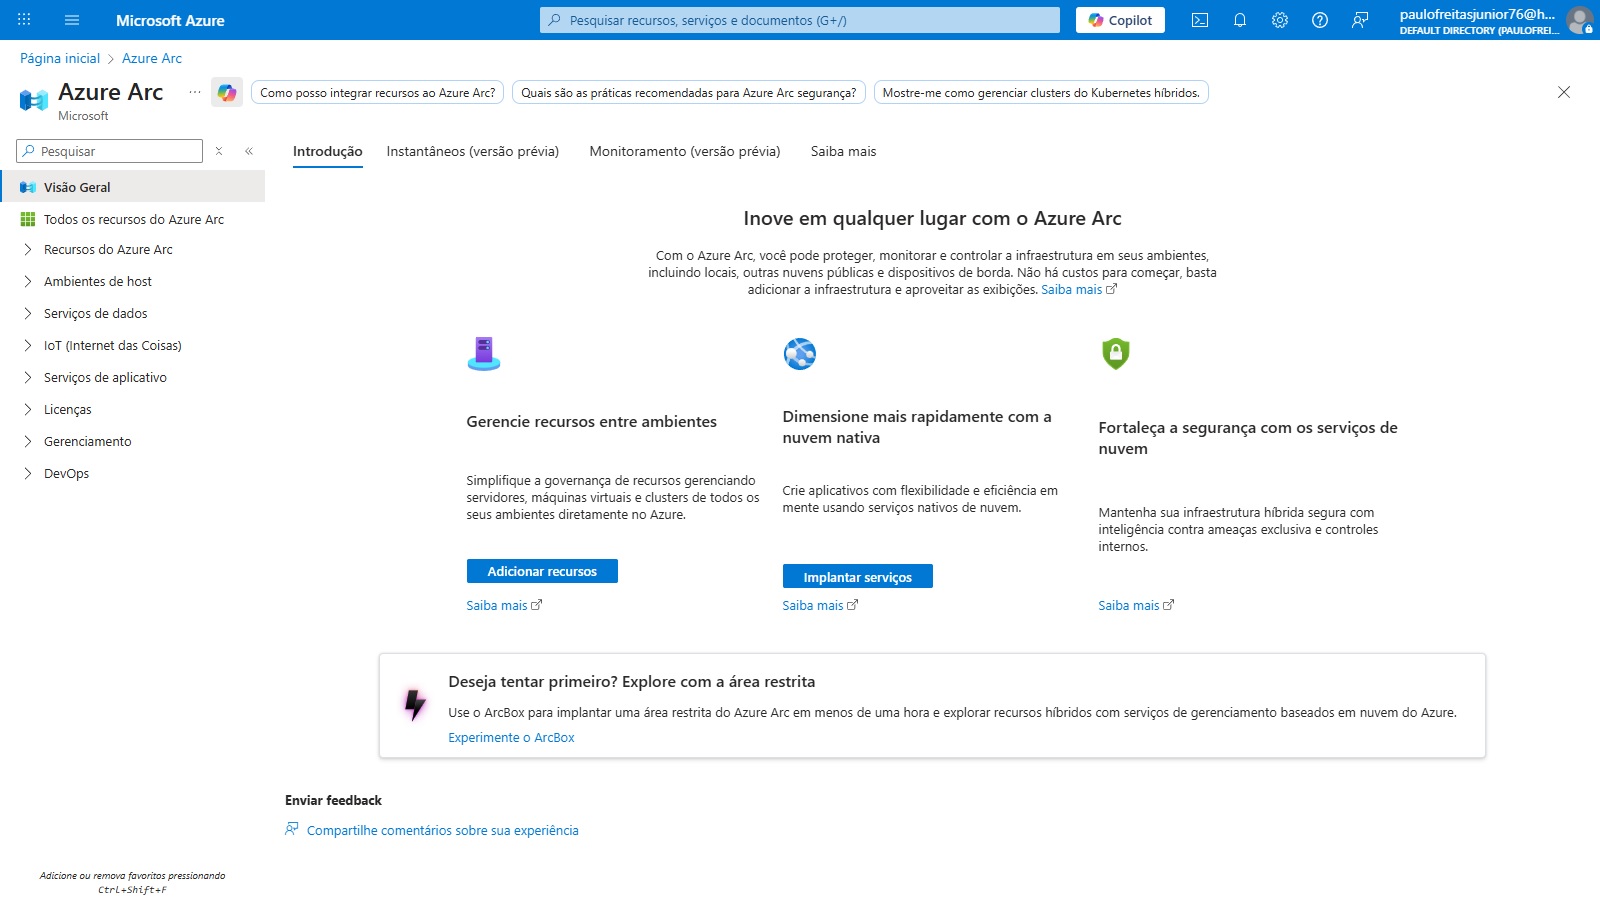 Microsoft Azure
Pesquisar recursos, serviços e documentos (G+/)
Copilot
paulofreitasjunior76@h...
DEFAULT DIRECTORY (PAULOFREI...
Página inicial > Azure Arc
Azure Arc
...
Microsoft
Como posso integrar recursos ao Azure Arc?
Quais são as práticas recomendadas para Azure Arc segurança?
Mostre-me como gerenciar clusters do Kubernetes híbridos.
Pesquisar
Visão Geral
Todos os recursos do Azure Arc
Recursos do Azure Arc
Ambientes de host
Serviços de dados
IoT (Internet das Coisas)
Serviços de aplicativo
Licenças
Gerenciamento
DevOps
Adicione ou remova favoritos pressionando
Ctrl+Shift+F
Introdução
Instantâneos (versão prévia)
Monitoramento (versão prévia)
Saiba mais
Inove em qualquer lugar com o Azure Arc
Com o Azure Arc, você pode proteger, monitorar e controlar a infraestrutura em seus ambientes,
incluindo locais, outras nuvens públicas e dispositivos de borda. Não há custos para começar, basta
adicionar a infraestrutura e aproveitar as exibições. Saiba mais
Gerencie recursos entre ambientes
Simplifique a governança de recursos gerenciando
servidores, máquinas virtuais e clusters de todos os
seus ambientes diretamente no Azure.
Adicionar recursos
Saiba mais
Dimensione mais rapidamente com a
nuvem nativa
Crie aplicativos com flexibilidade e eficiência em
mente usando serviços nativos de nuvem.
Implantar serviços
Saiba mais
Fortaleça a segurança com os serviços de
nuvem
Mantenha sua infraestrutura híbrida segura com
inteligência contra ameaças exclusiva e controles
internos.
Saiba mais
Deseja tentar primeiro? Explore com a área restrita
Use o ArcBox para implantar uma área restrita do Azure Arc em menos de uma hora e explorar recursos híbridos com serviços de gerenciamento baseados em nuvem do Azure.
Experimente o ArcBox
Enviar feedback
Compartilhe comentários sobre sua experiência